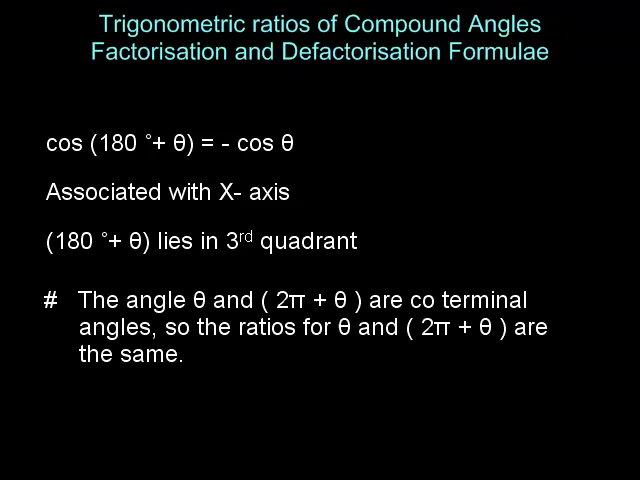 Trigonometric ratios of Compound Angles
Factorisation and Defactorisation Formulae
cos (180 ˚+ θ) = - cos θ
Associated with X- axis
(180 ˚+ θ) lies in 3rd quadrant
# The angle θ and ( 2π + θ ) are co terminal
angles, so the ratios for θ and ( 2π + θ ) are
the same.